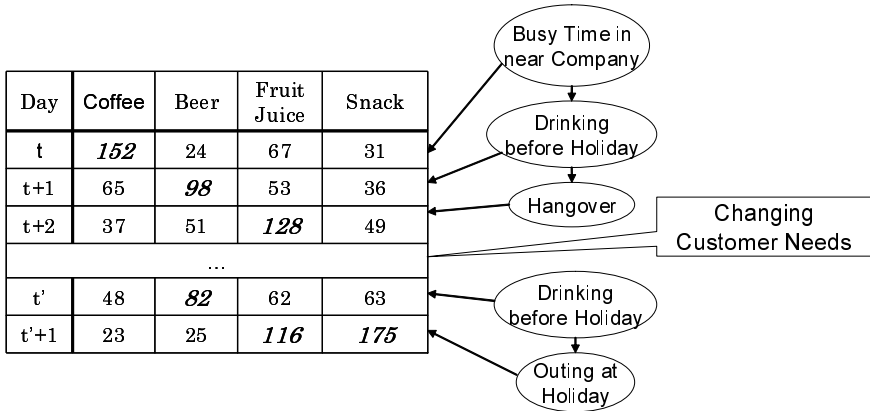 Busy Time in
near Company
Day Coffee Beer Fruit Juice Snack
t 152 24 67 31
Drinking
before Holiday
t+1 65 98 53 36
t+2 37 51 128 49
Hangover
Changing
Customer Needs
...
t' 48 82 62 63
Drinking
before Holiday
t'+1 23 25 116 175
Outing at
Holiday